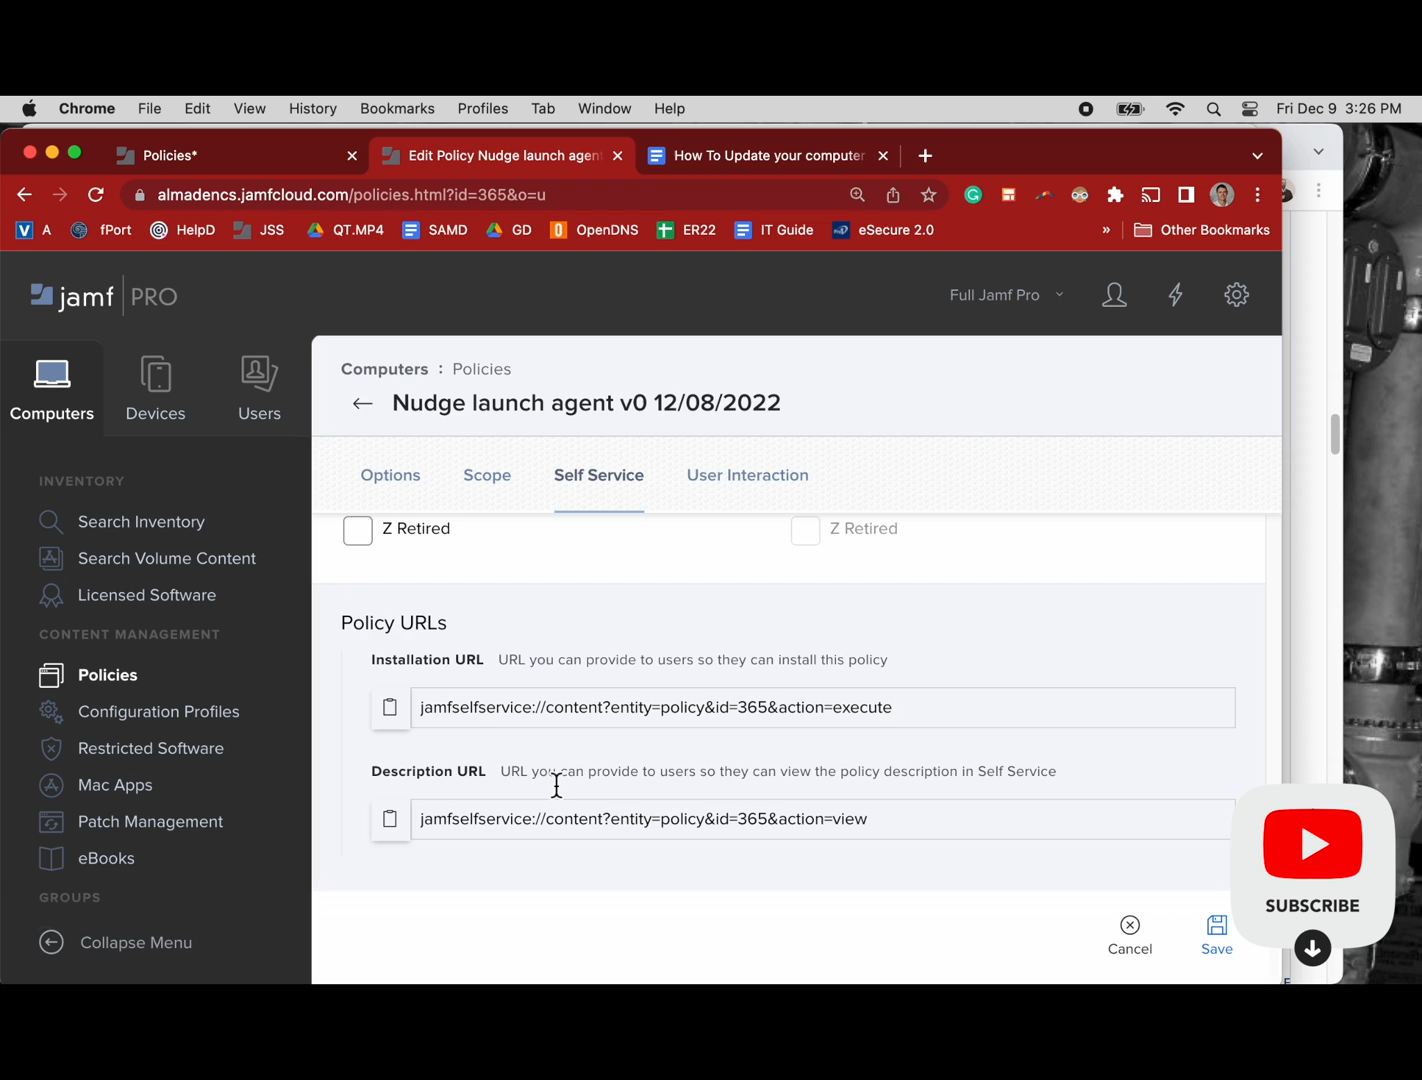 Chrome File Edit View History Bookmarks Profiles Tab Window Help Fri Dec 9 3:26 PM
Policies* Edit Policy Nudge launch agent How To Update your computer
almadencs.jamfcloud.com/policies.html?id=365&o=u
A fPort HelpD JSS QT.MP4 SAMD GD OpenDNS ER22 IT Guide eSecure 2.0 » Other Bookmarks
jamf PRO Full Jamf Pro
Computers Devices Users
Computers : Policies
Nudge launch agent v0 12/08/2022
Options Scope Self Service User Interaction
INVENTORY
Search Inventory
Search Volume Content
Licensed Software
CONTENT MANAGEMENT
Policies
Configuration Profiles
Restricted Software
Mac Apps
Patch Management
eBooks
GROUPS
Collapse Menu
Z Retired Z Retired
Policy URLs
Installation URL URL you can provide to users so they can install this policy
jamfselfservice://content?entity=policy&id=365&action=execute
Description URL URL you can provide to users so they can view the policy description in Self Service
jamfselfservice://content?entity=policy&id=365&action=view
Cancel Save
SUBSCRIBE